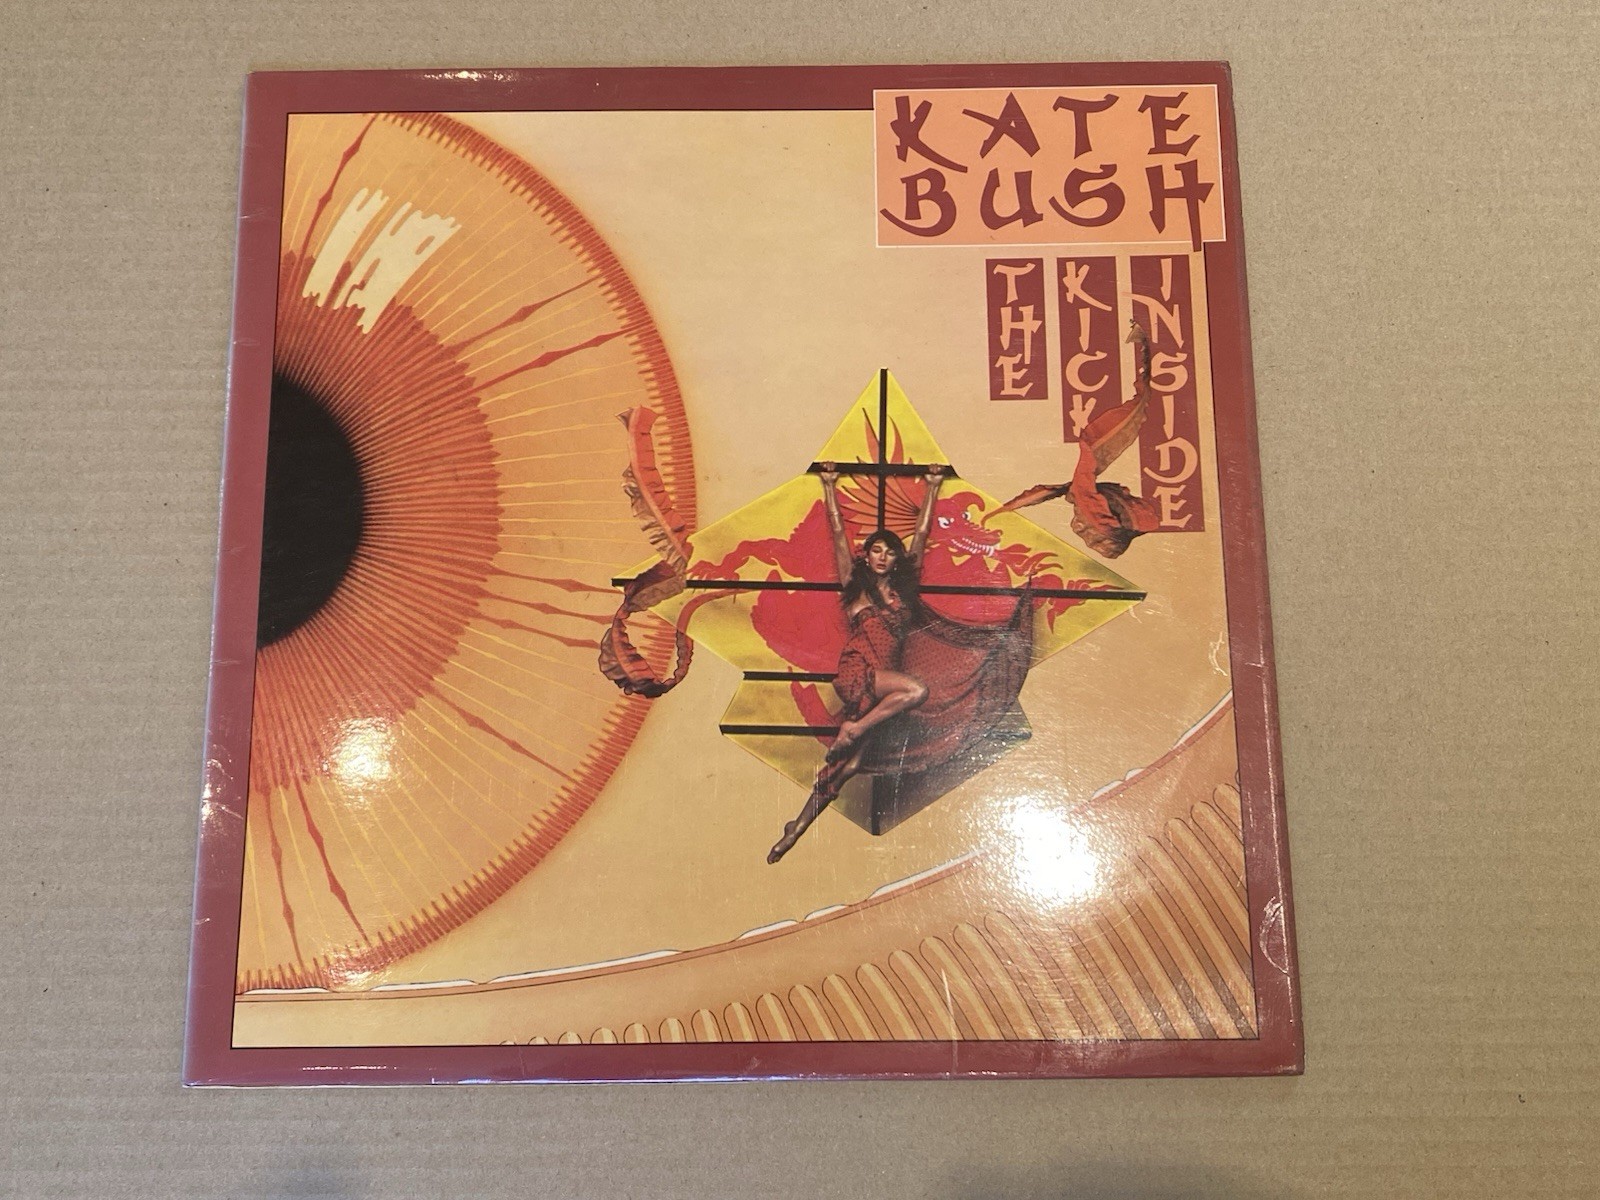 KATE
BUSH
THE
KICK
INSIDE